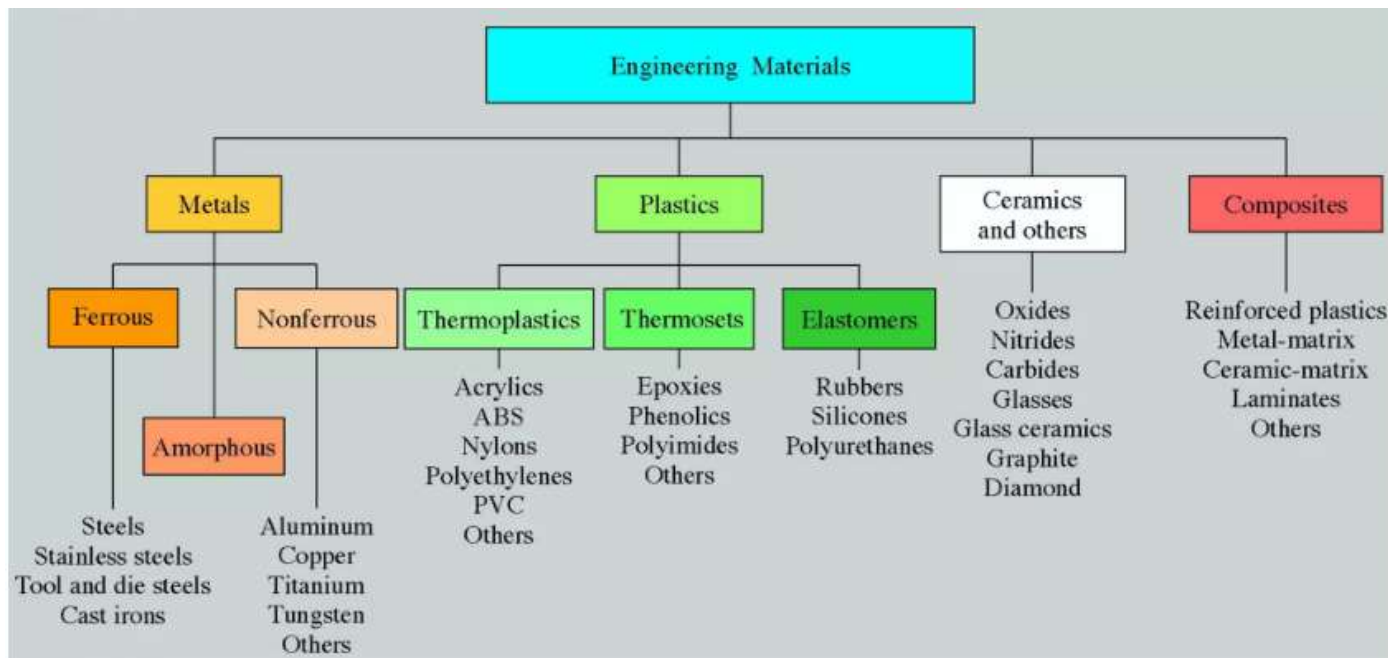 Engineering Materials
Metals
Plastics
Ceramics
and others
Composites
Ferrous
Nonferrous
Amorphous
Thermoplastics
Thermosets
Elastomers
Steels
Stainless steels
Tool and die steels
Cast irons
Aluminum
Copper
Titanium
Tungsten
Others
Acrylics
ABS
Nylons
Polyethylenes
PVC
Others
Epoxies
Phenolics
Polyimides
Others
Rubbers
Silicones
Polyurethanes
Oxides
Nitrides
Carbides
Glasses
Glass ceramics
Graphite
Diamond
Reinforced plastics
Metal-matrix
Ceramic-matrix
Laminates
Others